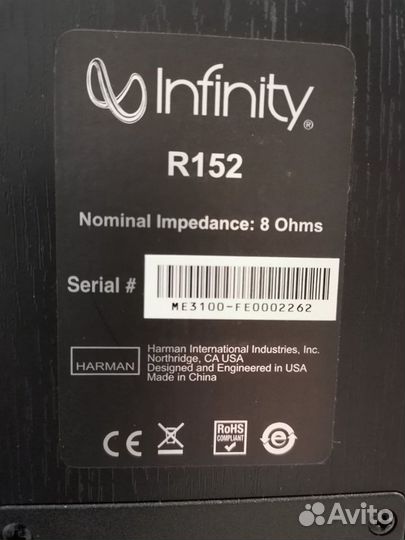 Infinity®
R152
Nominal Impedance: 8 Ohms
Serial #
ME3100-FE0002262
HARMAN
Harman International Industries, Inc.
Northridge, CA USA
Designed and Engineered in USA
Made in China
CE
RoHS
COMPLIANT
e
Avito